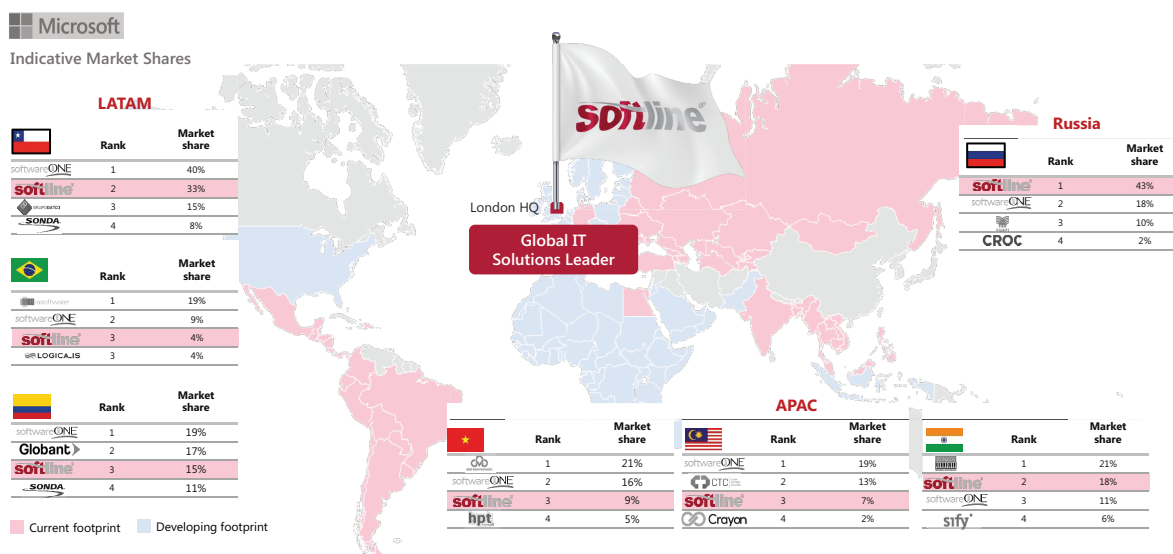 Microsoft
Indicative Market Shares
softline
LATAM
Rank Market share
softwareONE 1 40%
softline 2 33%
3 15%
SONDA 4 8%
Rank Market share
1 19%
softwareONE 2 9%
softline 3 4%
LOGICALIS 3 4%
Rank Market share
softwareONE 1 19%
Globant 2 17%
softline 3 15%
SONDA 4 11%
Current footprint
Developing footprint
London HQ
Global IT
Solutions Leader
Russia
Rank Market share
softline 1 43%
softwareONE 2 18%
3 10%
CROC 4 2%
APAC
Rank Market share
1 21%
softwareONE 2 16%
softline 3 9%
hpt 4 5%
Rank Market share
softwareONE 1 19%
CTC 2 13%
softline 3 7%
Crayon 4 2%
Rank Market share
1 21%
softline 2 18%
softwareONE 3 11%
sify 4 6%